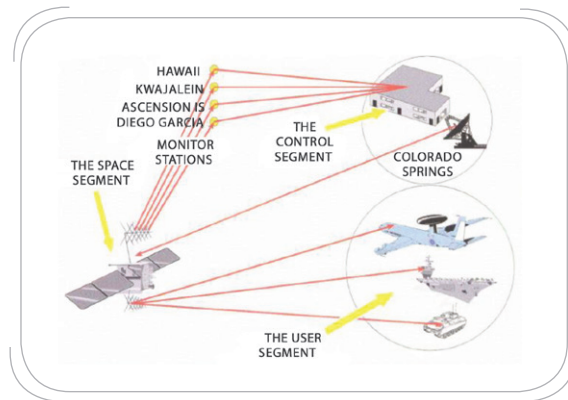 HAWAII
KWAJALEIN
ASCENSION IS
DIEGO GARCIA
MONITOR
STATIONS
THE
CONTROL
SEGMENT
COLORADO
SPRINGS
THE SPACE
SEGMENT
THE USER
SEGMENT